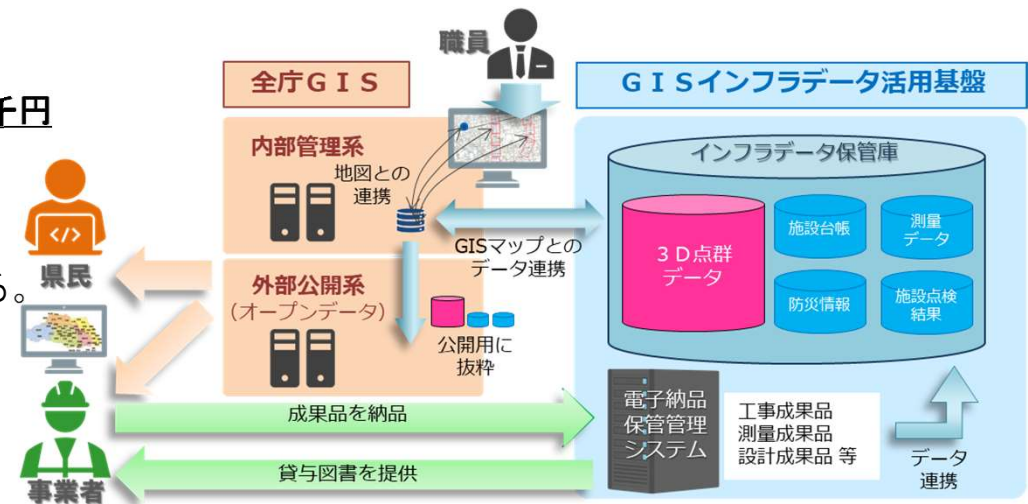 職員
全庁ＧＩＳ
ＧＩＳインフラデータ活用基盤
千円
内部管理系
地図との
連携
インフラデータ保管庫
３Ｄ点群
データ
施設台帳
測量
データ
防災情報
施設点検
結果
GISマップとの
データ連携
</>
県民
る。
外部公開系
(オープンデータ)
公開用に
抜粋
成果品を納品
電子納品
保管管理
システム
工事成果品
測量成果品
設計成果品 等
データ
連携
貸与図書を提供
事業者